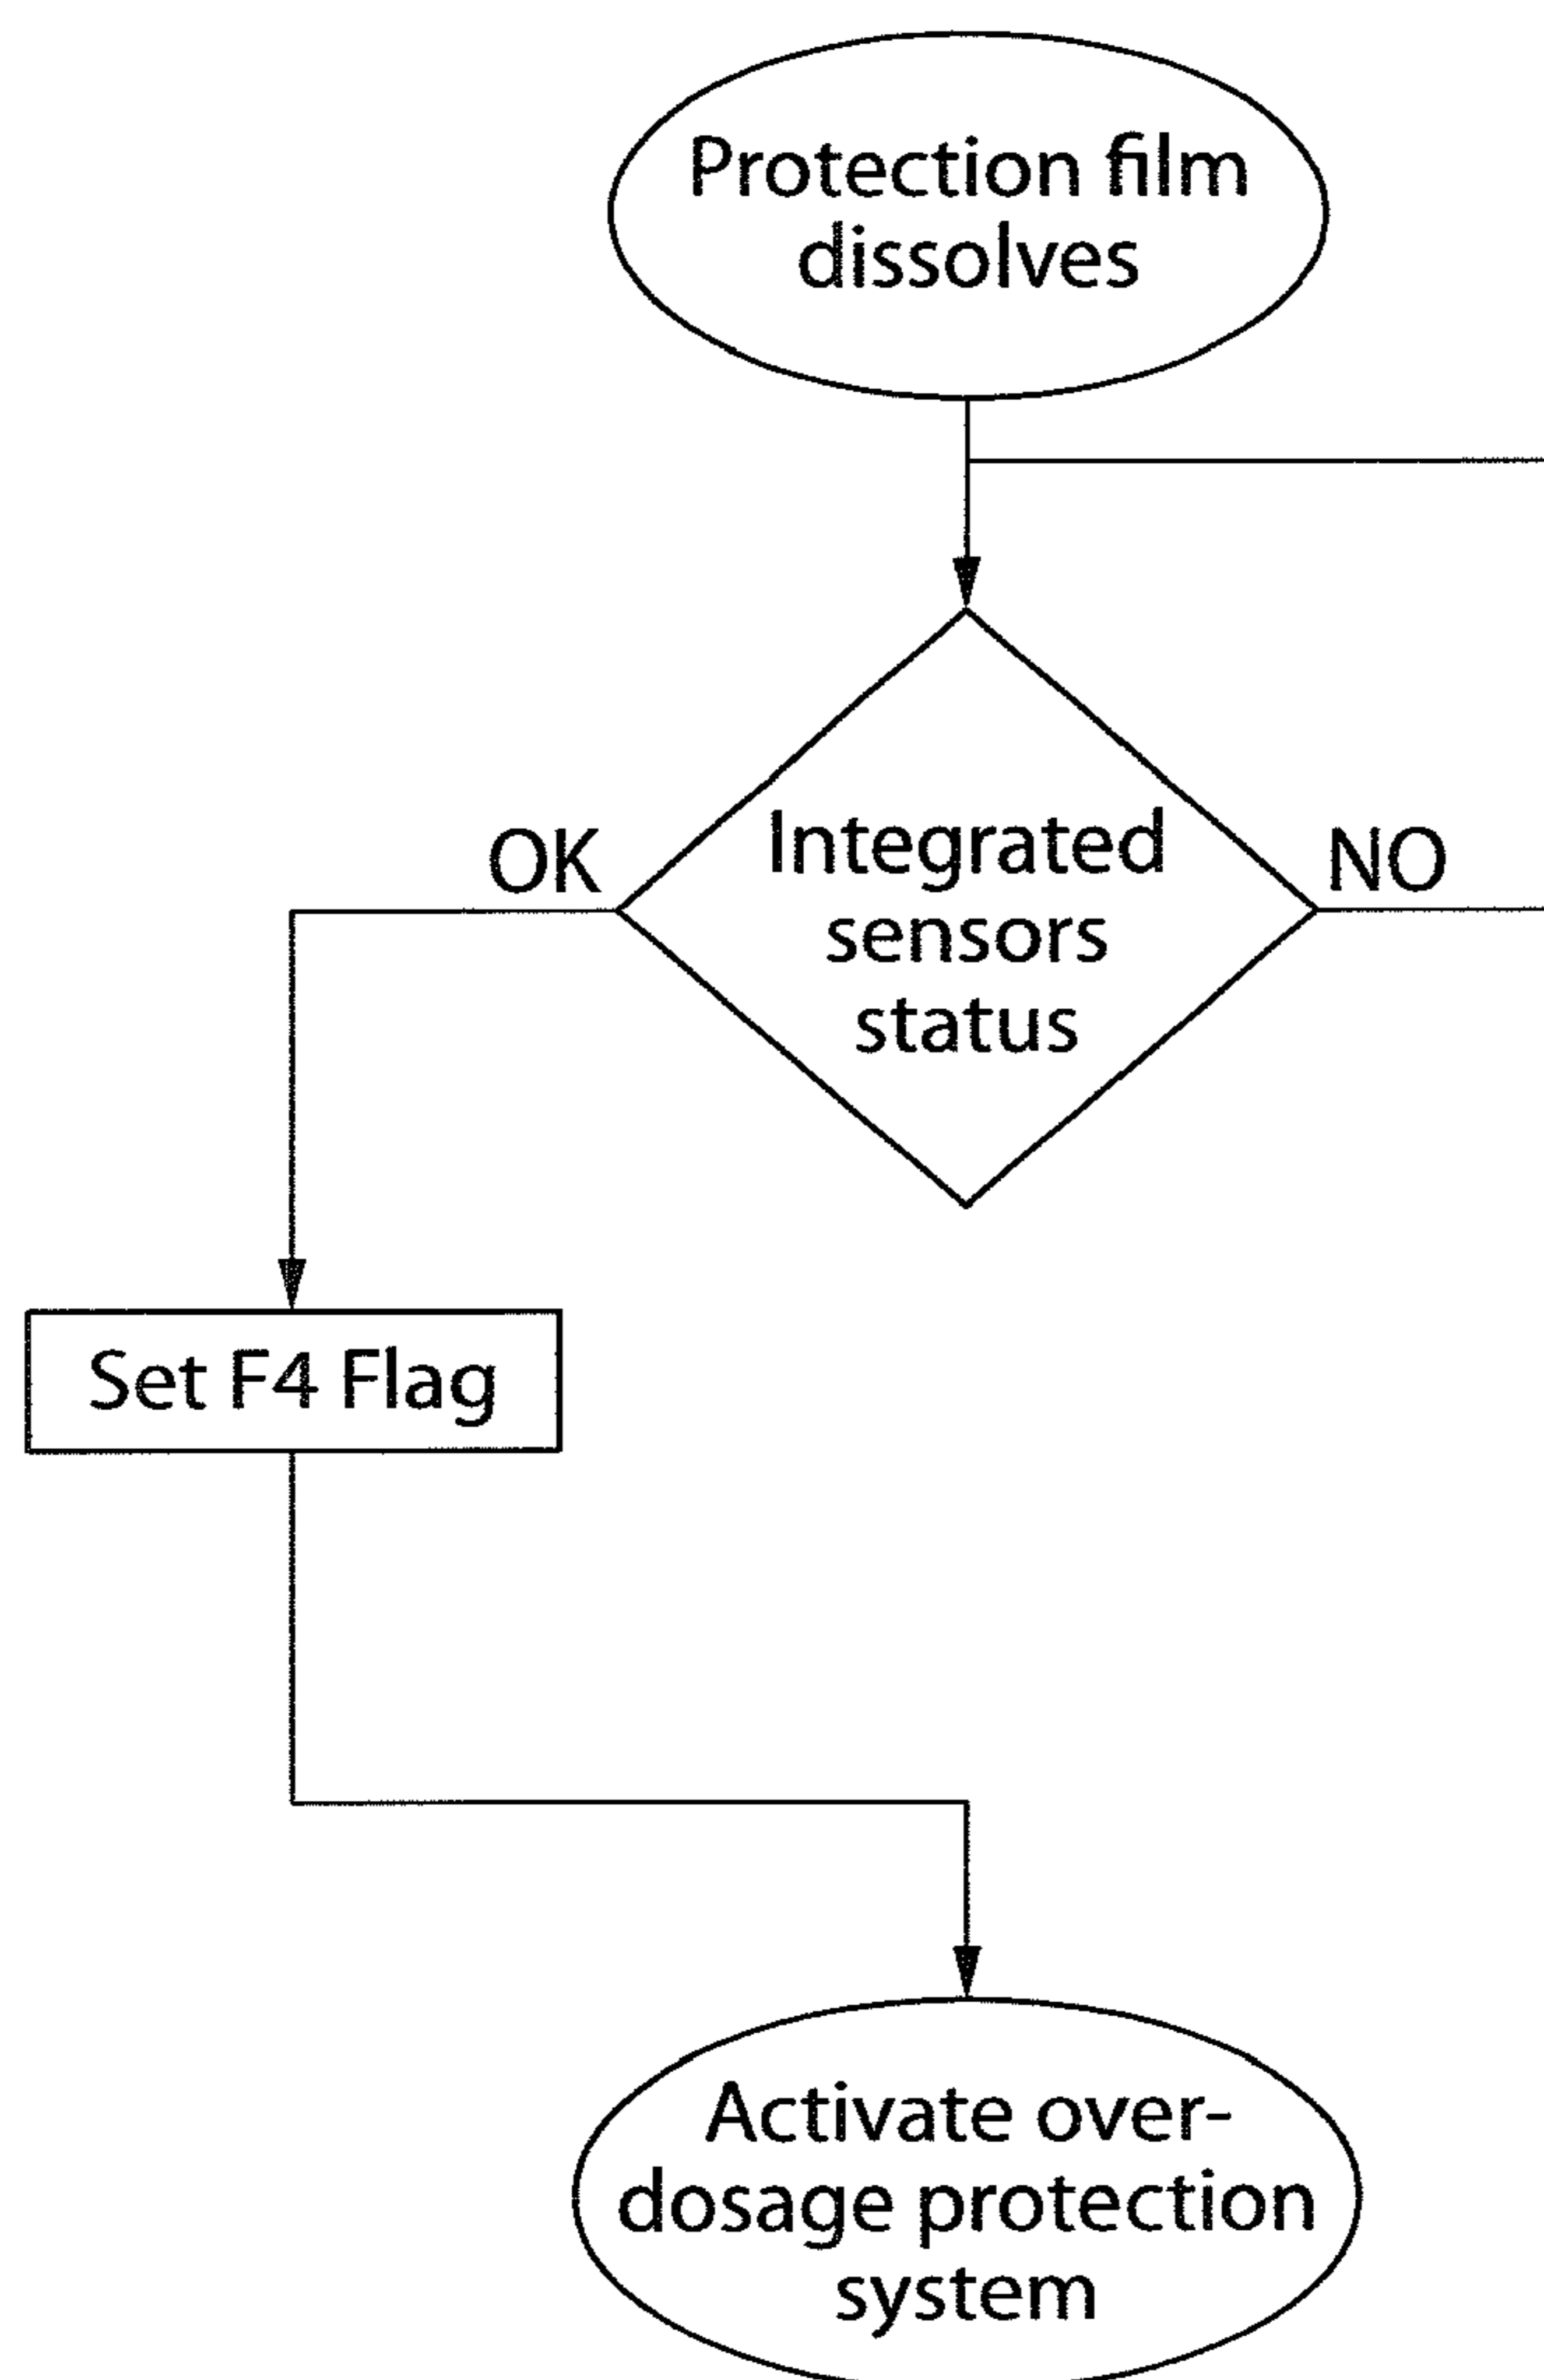 Protection film
dissolves
OK
Integrated
sensors
status
NO
Set F4 Flag
Activate over-
dosage protection
system